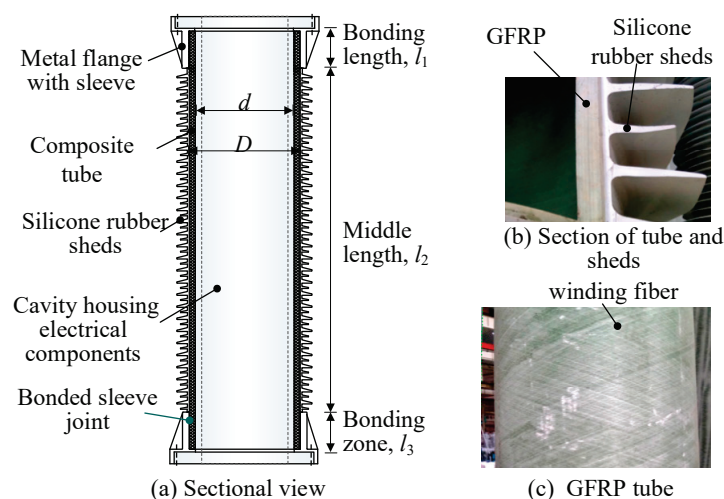 Metal flange
with sleeve
Composite
tube
Silicone rubber
sheds
Cavity housing
electrical
components
Bonded sleeve
joint
d
D
Bonding
length, l1
Middle
length, l2
Bonding
zone, l3
(a) Sectional view
GFRP
Silicone
rubber sheds
(b) Section of tube and
sheds
winding fiber
(c) GFRP tube